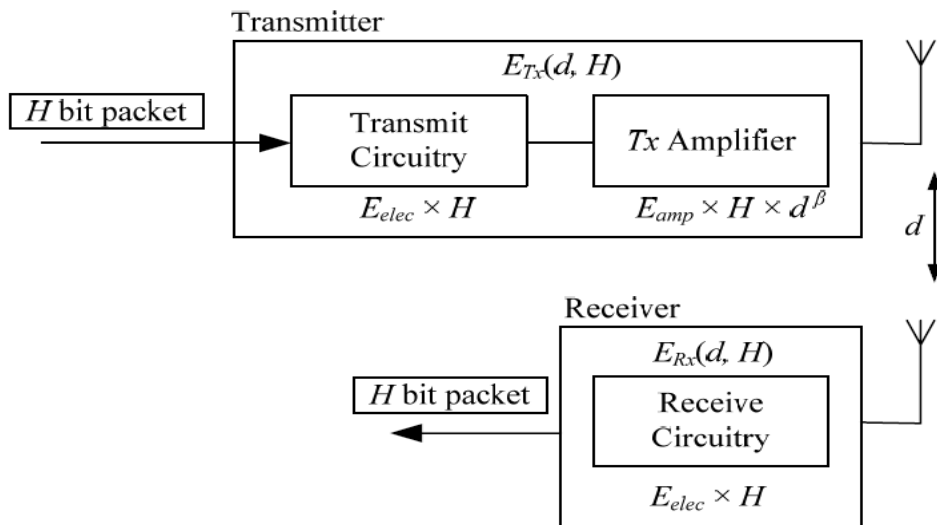 Transmitter
E_Tx(d, H)
H bit packet
Transmit
Circuitry
Tx Amplifier
E_elec × H
E_amp × H × d^β
d
Receiver
E_Rx(d, H)
H bit packet
Receive
Circuitry
E_elec × H